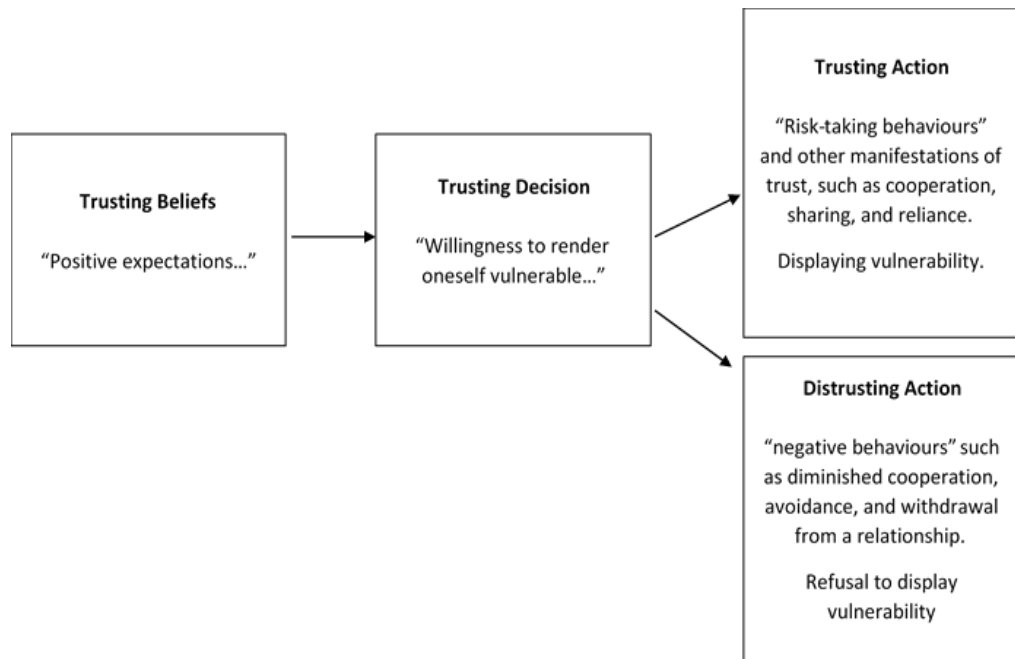 Trusting Beliefs
“Positive expectations...”
Trusting Decision
“Willingness to render
oneself vulnerable...”
Trusting Action
“Risk-taking behaviours”
and other manifestations of
trust, such as cooperation,
sharing, and reliance.
Displaying vulnerability.
Distrusting Action
“negative behaviours” such
as diminished cooperation,
avoidance, and withdrawal
from a relationship.
Refusal to display
vulnerability